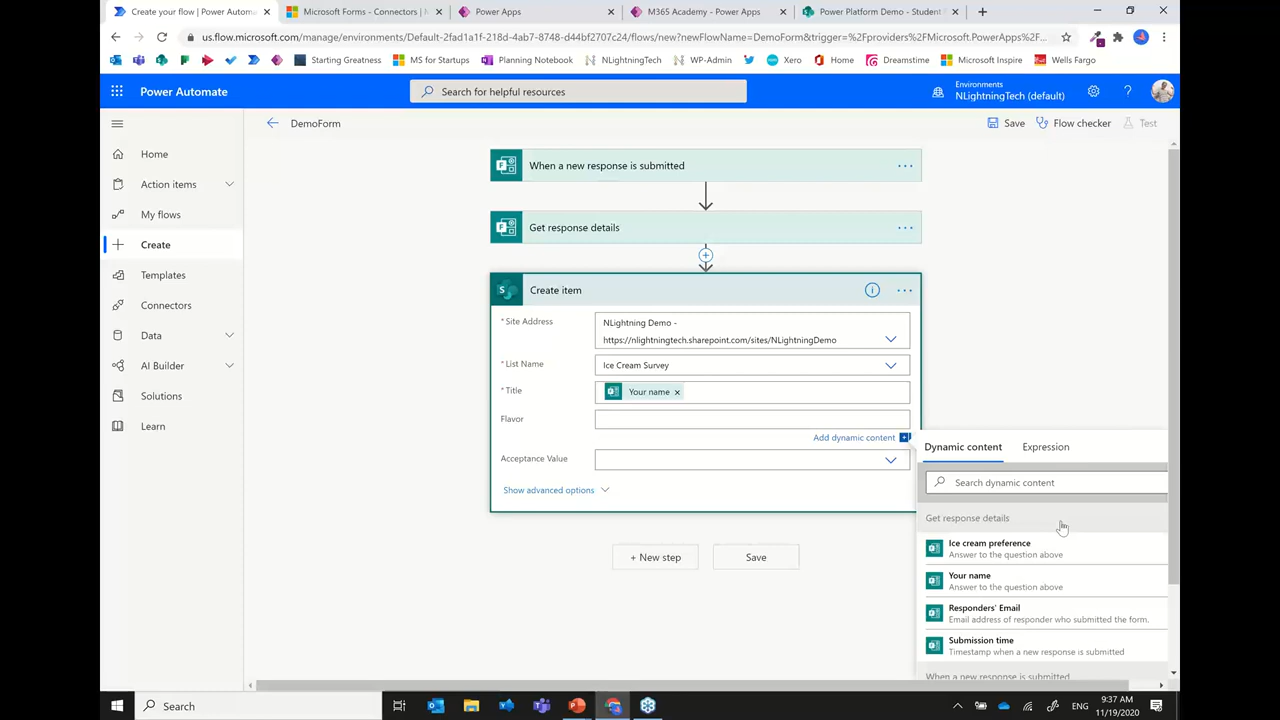 Create your flow | Power Automate
Microsoft Forms - Connectors |
Power Apps
M365 Academy - Power Apps
Power Platform Demo - Student
us.flow.microsoft.com/manage/environments/Default-2fad1a1f-218d-4ab7-8748-d44bf2707c24/flows/new?newFlowName=DemoForm&trigger=%2Fproviders%2FMicrosoft.PowerApps%2...
Starting Greatness
MS for Startups
Planning Notebook
NLightningTech
WP-Admin
Xero
Home
Dreamstime
Microsoft Inspire
Wells Fargo
Power Automate
Search for helpful resources
Environments
NLightningTech (default)
DemoForm
Save
Flow checker
Test
Home
Action items
My flows
Create
Templates
Connectors
Data
AI Builder
Solutions
Learn
When a new response is submitted
Get response details
Create item
* Site Address
NLightning Demo -
https://nlightningtech.sharepoint.com/sites/NLightningDemo
* List Name
Ice Cream Survey
* Title
Your name
Flavor
Add dynamic content
Acceptance Value
Show advanced options
+ New step
Save
Dynamic content
Expression
Search dynamic content
Get response details
Ice cream preference
Answer to the question above
Your name
Answer to the question above
Responders' Email
Email address of responder who submitted the form.
Submission time
Timestamp when a new response is submitted
When a new response is submitted
Search
ENG
9:37 AM
11/19/2020